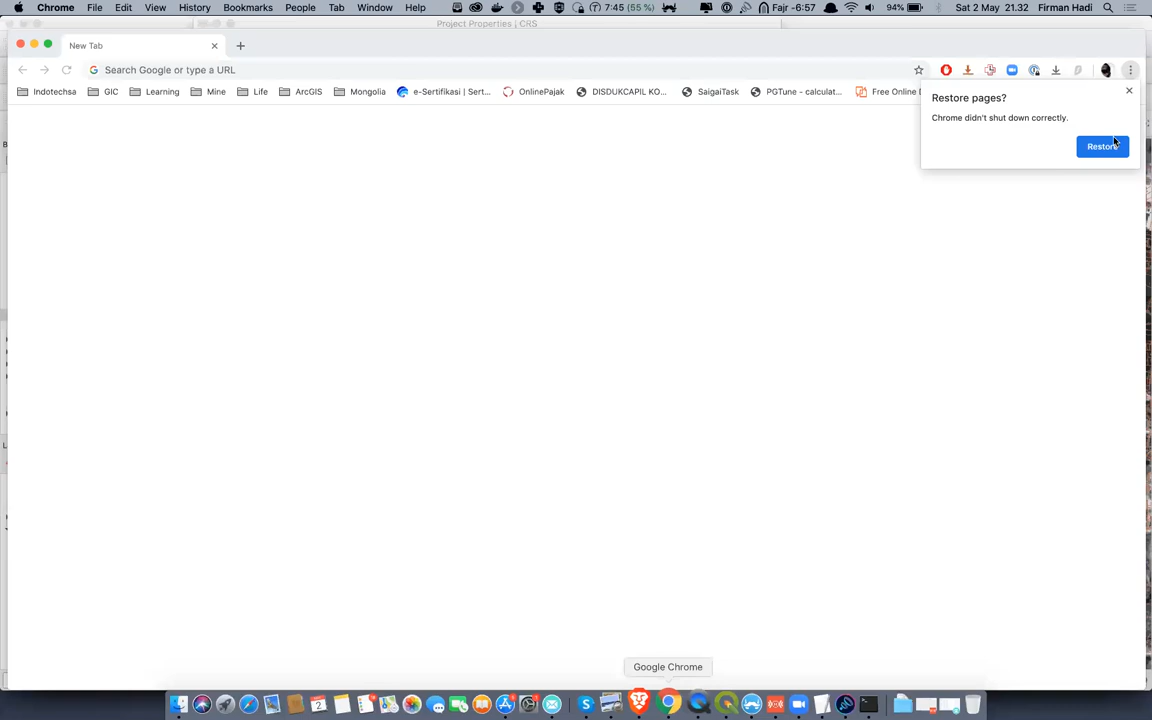 Chrome File Edit View History Bookmarks People Tab Window Help 7:45 (55 %) Fajr -6:57 94% Sat 2 May 21.32 Firman Hadi
Project Properties | CRS
New Tab
Search Google or type a URL
Indotechsa GIC Learning Mine Life ArcGIS Mongolia e-Sertifikasi | Sert... OnlinePajak DISDUKCAPIL KO... SaigaiTask PGTune - calculat... Free Online
Restore pages?
Chrome didn't shut down correctly.
Restore
Google Chrome